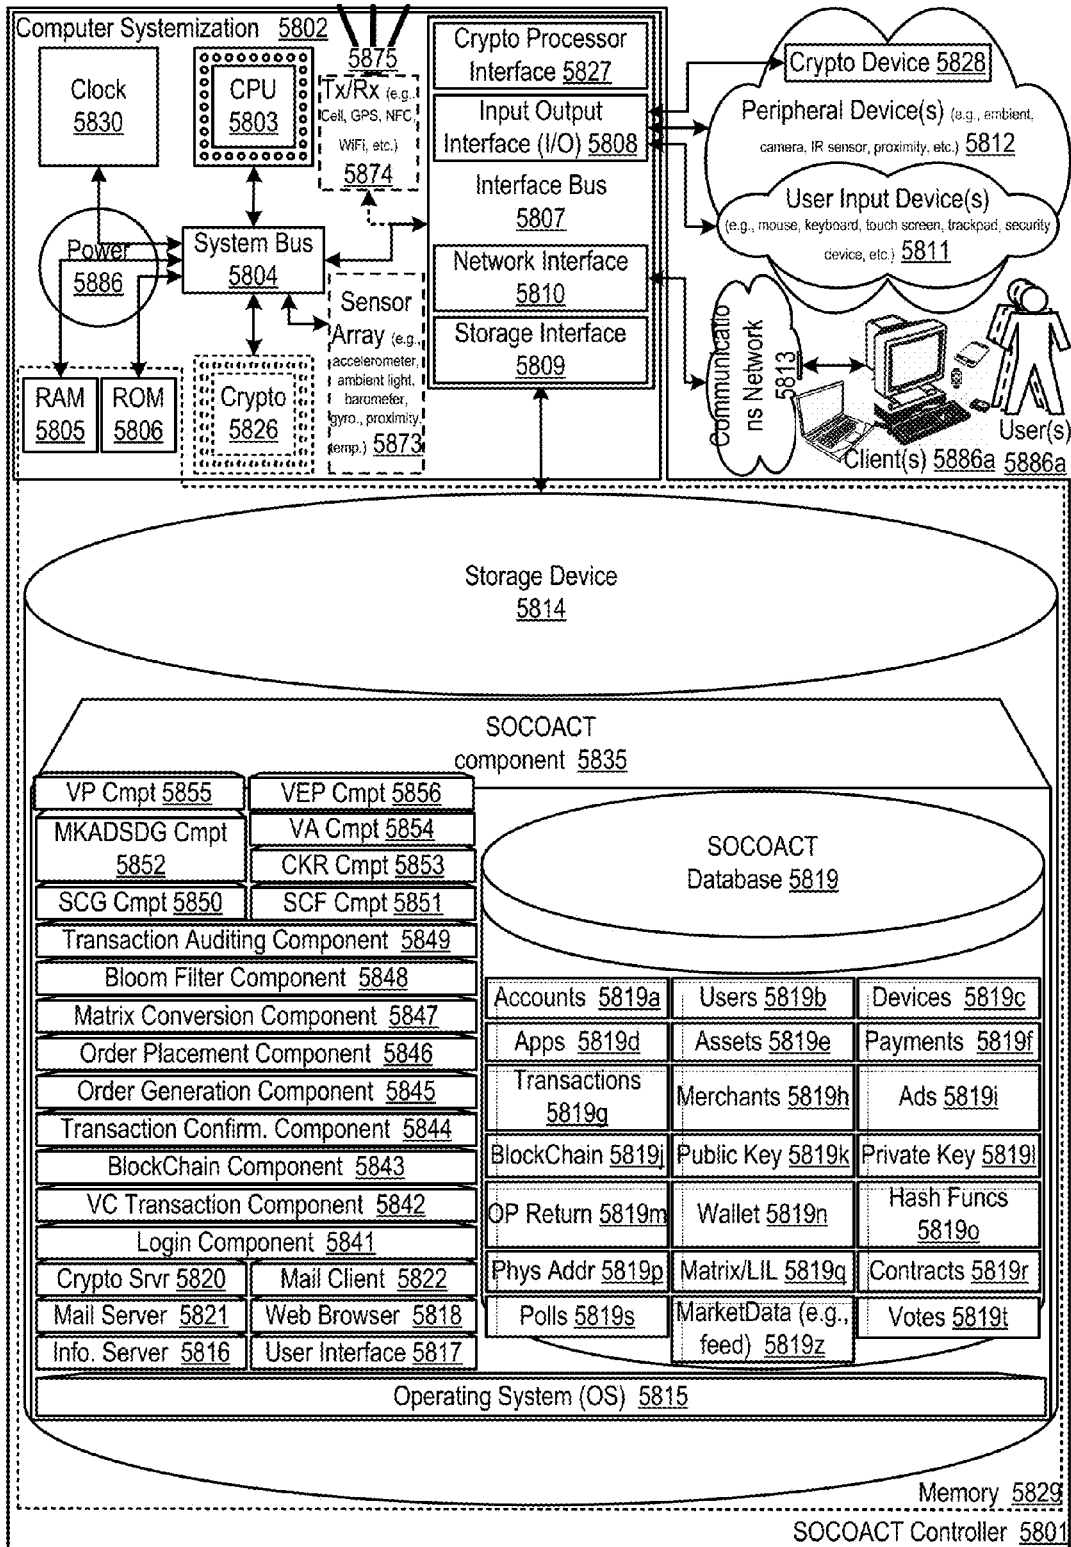 Computer Systemization 5802
Clock
5830
CPU
5803
5875
Tx/Rx (e.g.,
Cell, GPS, NFC,
WiFi, etc.)
5874
Power
5886
System Bus
5804
RAM
5805
ROM
5806
Crypto
5826
Sensor
Array (e.g.,
accelerometer,
ambient light,
barometer,
gyro., proximity,
temp.) 5873
Crypto Processor
Interface 5827
Input Output
Interface (I/O) 5808
Interface Bus
5807
Network Interface
5810
Storage Interface
5809
Crypto Device 5828
Peripheral Device(s) (e.g., ambient,
camera, IR sensor, proximity, etc.) 5812
User Input Device(s)
(e.g., mouse, keyboard, touch screen, trackpad, security
device, etc.) 5811
Communicatio
ns Network 5813
Client(s) 5886a
User(s)
5886a
Storage Device
5814
SOCOACT
component 5835
VP Cmpt 5855
VEP Cmpt 5856
MKADSDG Cmpt
5852
VA Cmpt 5854
CKR Cmpt 5853
SCG Cmpt 5850
SCF Cmpt 5851
Transaction Auditing Component 5849
Bloom Filter Component 5848
Matrix Conversion Component 5847
Order Placement Component 5846
Order Generation Component 5845
Transaction Confirm. Component 5844
BlockChain Component 5843
VC Transaction Component 5842
Login Component 5841
Crypto Srvr 5820
Mail Client 5822
Mail Server 5821
Web Browser 5818
Info. Server 5816
User Interface 5817
SOCOACT
Database 5819
Accounts 5819a
Users 5819b
Devices 5819c
Apps 5819d
Assets 5819e
Payments 5819f
Transactions
5819g
Merchants 5819h
Ads 5819i
BlockChain 5819j
Public Key 5819k
Private Key 5819l
OP Return 5819m
Wallet 5819n
Hash Funcs
5819o
Phys Addr 5819p
Matrix/LIL 5819q
Contracts 5819r
Polls 5819s
MarketData (e.g.,
feed) 5819z
Votes 5819t
Operating System (OS) 5815
Memory 5829
SOCOACT Controller 5801